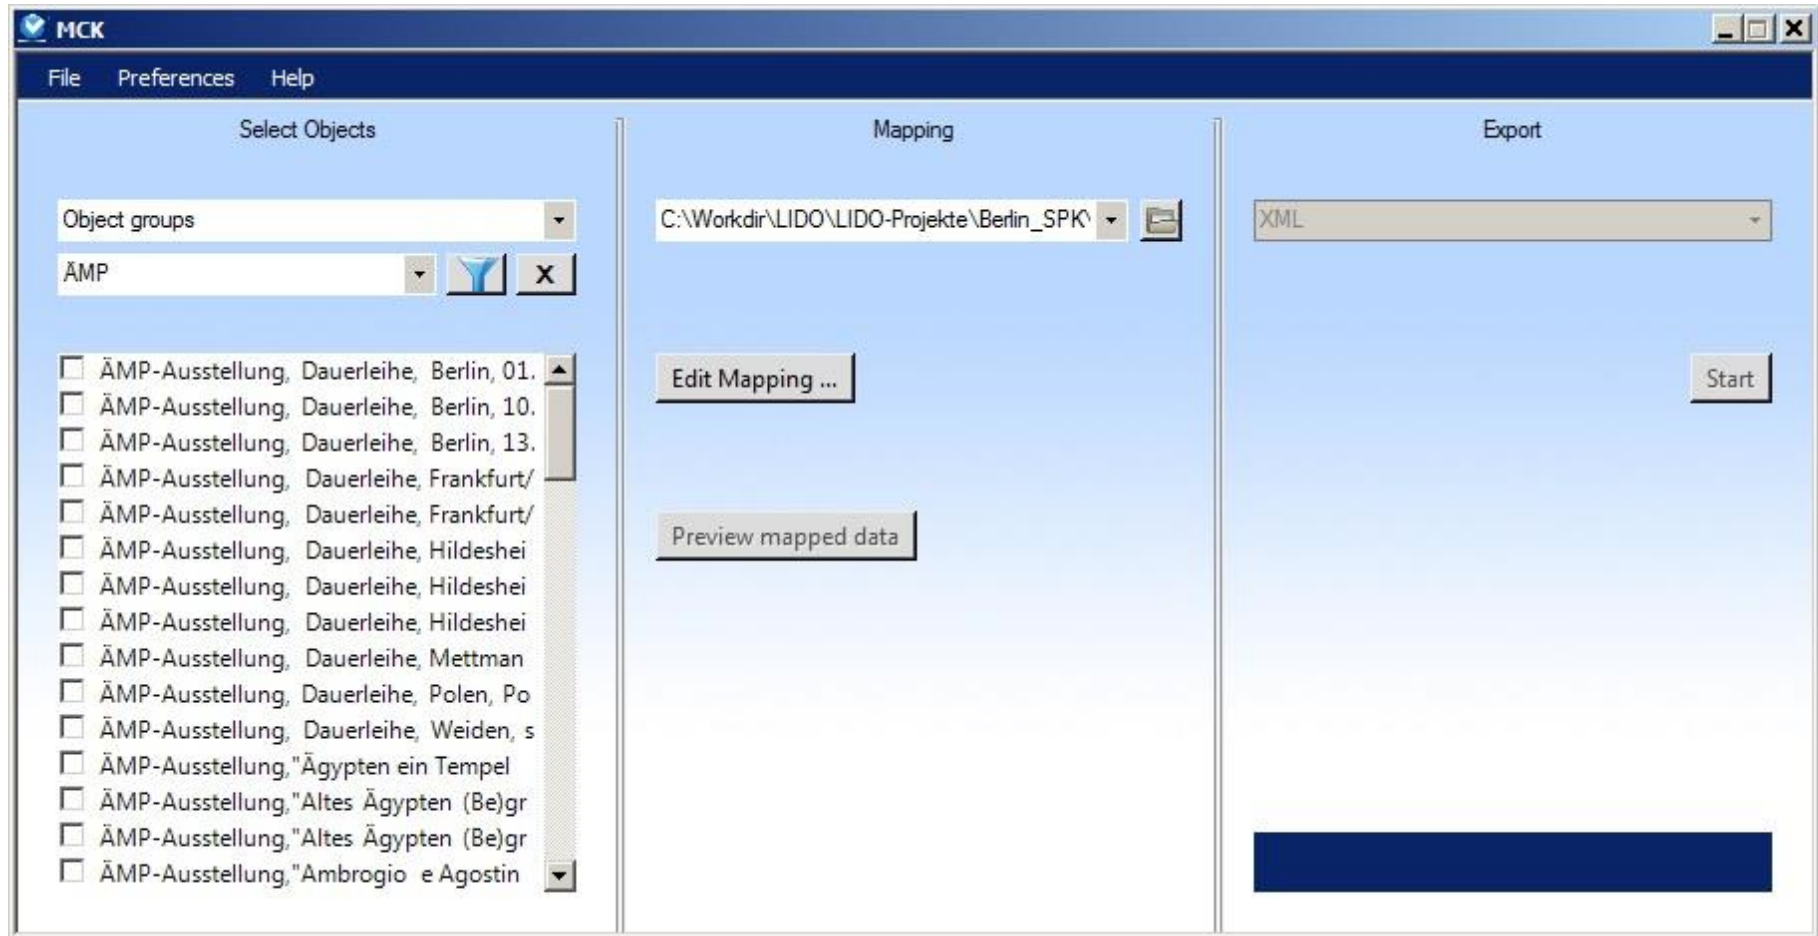 MCK
File Preferences Help
Select Objects
Object groups
ÄMP
X
ÄMP-Ausstellung, Dauerleihe, Berlin, 01.
ÄMP-Ausstellung, Dauerleihe, Berlin, 10.
ÄMP-Ausstellung, Dauerleihe, Berlin, 13.
ÄMP-Ausstellung, Dauerleihe, Frankfurt/
ÄMP-Ausstellung, Dauerleihe, Frankfurt/
ÄMP-Ausstellung, Dauerleihe, Hildeshei
ÄMP-Ausstellung, Dauerleihe, Hildeshei
ÄMP-Ausstellung, Dauerleihe, Hildeshei
ÄMP-Ausstellung, Dauerleihe, Mettman
ÄMP-Ausstellung, Dauerleihe, Polen, Po
ÄMP-Ausstellung, Dauerleihe, Weiden, s
ÄMP-Ausstellung,"Ägypten ein Tempel
ÄMP-Ausstellung,"Altes Ägypten (Be)gr
ÄMP-Ausstellung,"Altes Ägypten (Be)gr
ÄMP-Ausstellung,"Ambrogio e Agostin
Mapping
C:\Workdir\LIDO\LIDO-Projekte\Berlin_SPK\
Edit Mapping ...
Preview mapped data
Export
XML
Start